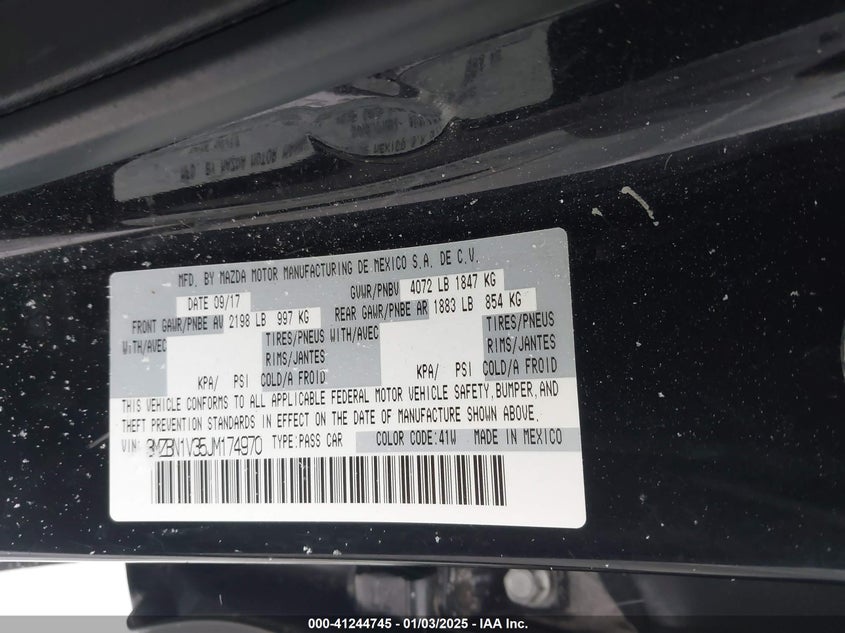 MFD. BY MAZDA MOTOR MANUFACTURING DE MEXICO S.A. DE C.V.
DATE 09/17 GVWR/PNBV 4072 LB 1847 KG
FRONT GAWR/PNBE AV 2198 LB 997 KG REAR GAWR/PNBE AR 1883 LB 854 KG
WITH/AVEC TIRES/PNEUS WITH/AVEC TIRES/PNEUS
RIMS/JANTES RIMS/JANTES
KPA/ PSI COLD/A FROID KPA/ PSI COLD/A FROID
THIS VEHICLE CONFORMS TO ALL APPLICABLE FEDERAL MOTOR VEHICLE SAFETY, BUMPER, AND
THEFT PREVENTION STANDARDS IN EFFECT ON THE DATE OF MANUFACTURE SHOWN ABOVE.
VIN: 3MZBN1V35JM174970 TYPE:PASS CAR COLOR CODE:41W MADE IN MEXICO
000-41244745 - 01/03/2025 - IAA Inc.